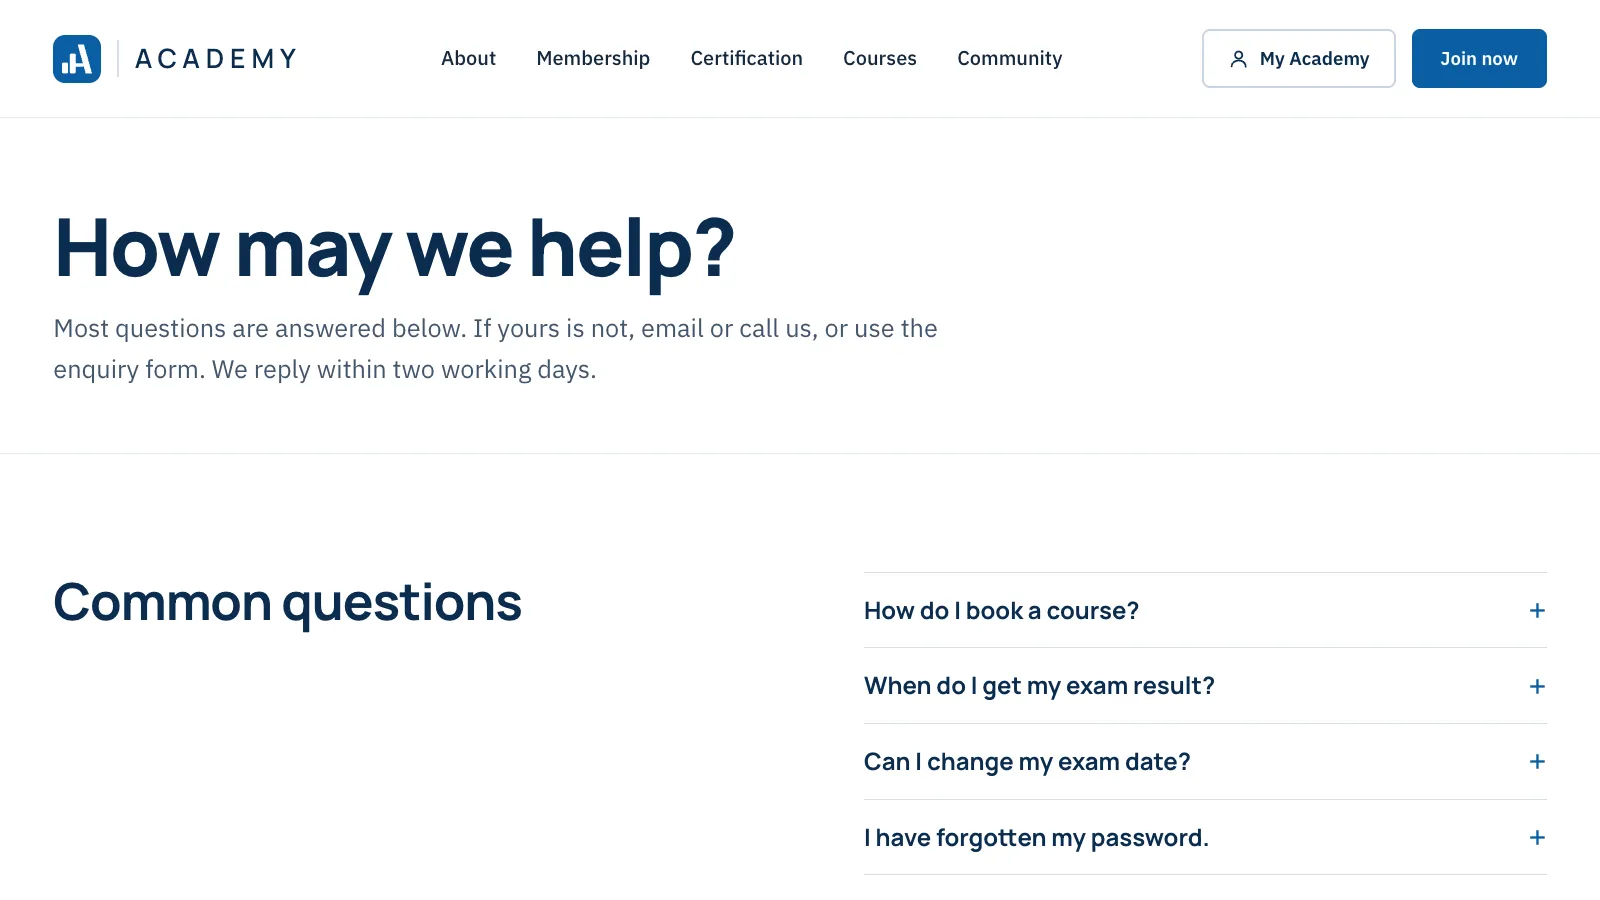 ACADEMY
About
Membership
Certification
Courses
Community
My Academy
Join now
How may we help?
Most questions are answered below. If yours is not, email or call us, or use the
enquiry form. We reply within two working days.
Common questions
How do I book a course?
When do I get my exam result?
Can I change my exam date?
I have forgotten my password.